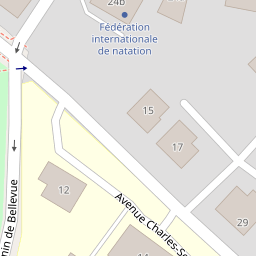 24b
Fédération
internationale
de natation
15
17
12
29
Avenue Charles-S
min de Bellevue